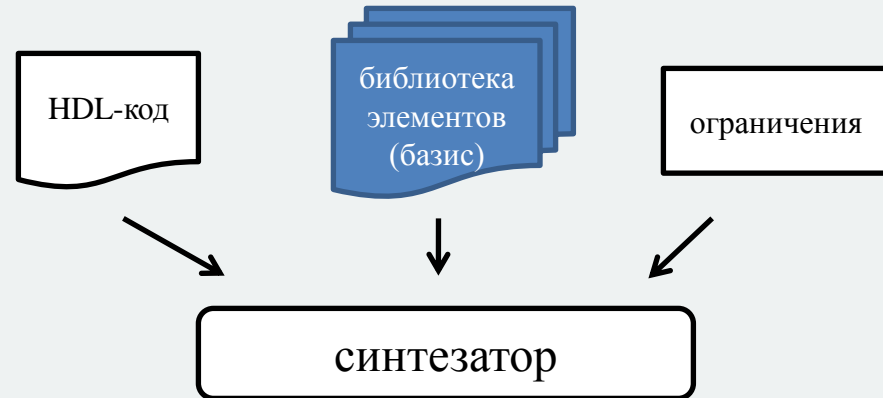 HDL-код
библиотека
элементов
(базис)
ограничения
синтезатор